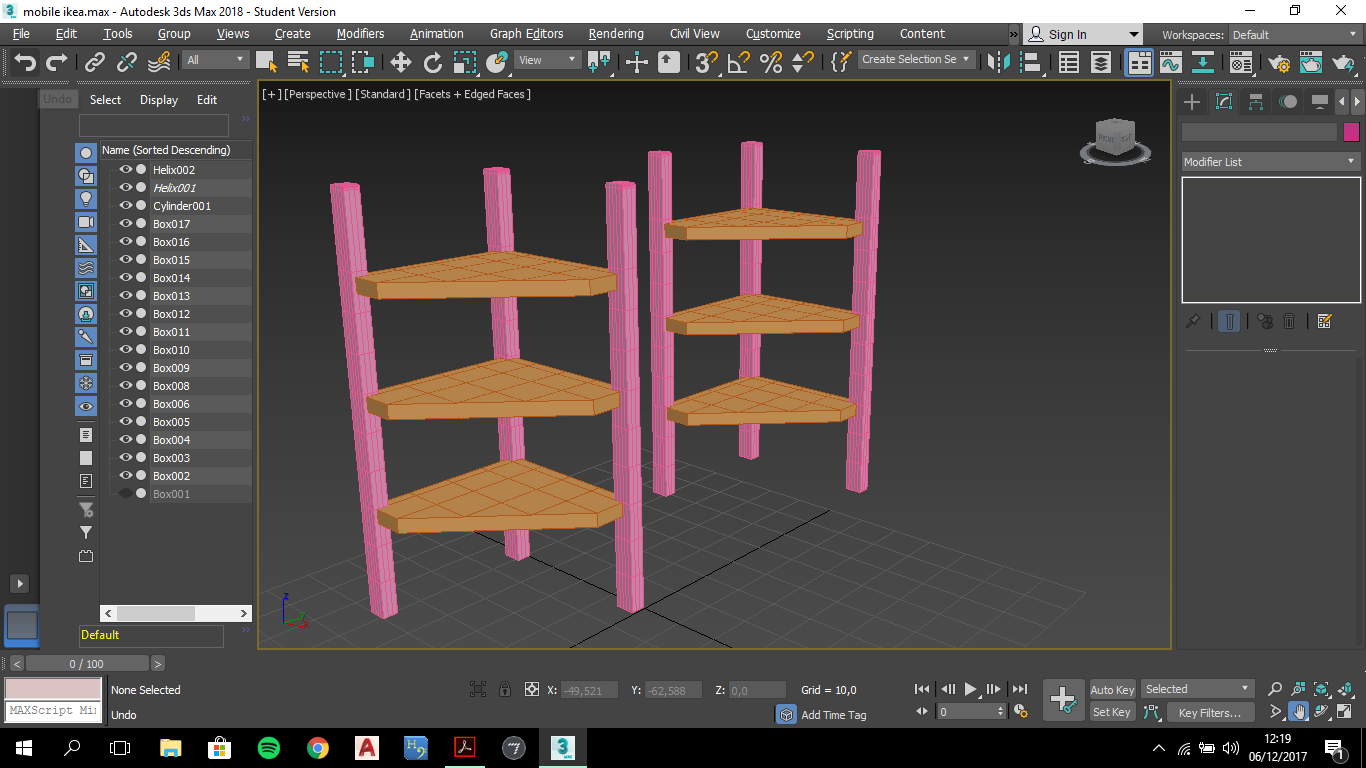 mobile ikea.max - Autodesk 3ds Max 2018 - Student Version
File Edit Tools Group Views Create Modifiers Animation Graph Editors Rendering Civil View Customize Scripting Content » Sign In Workspaces: Default
All View Create Selection Se
Undo Select Display Edit
[+] [Perspective ] [Standard ] [Facets + Edged Faces ]
Name (Sorted Descending)
Helix002
Helix001
Cylinder001
Box017
Box016
Box015
Box014
Box013
Box012
Box011
Box010
Box009
Box008
Box006
Box005
Box004
Box003
Box002
Box001
Modifier List
z
Default
0 / 100
None Selected X: -49,521 Y: -62,588 Z: 0,0 Grid = 10,0
Auto Key Selected
MAXScript Mi
Undo
Add Time Tag
0
Set Key Key Filters...
12:19
06/12/2017
1